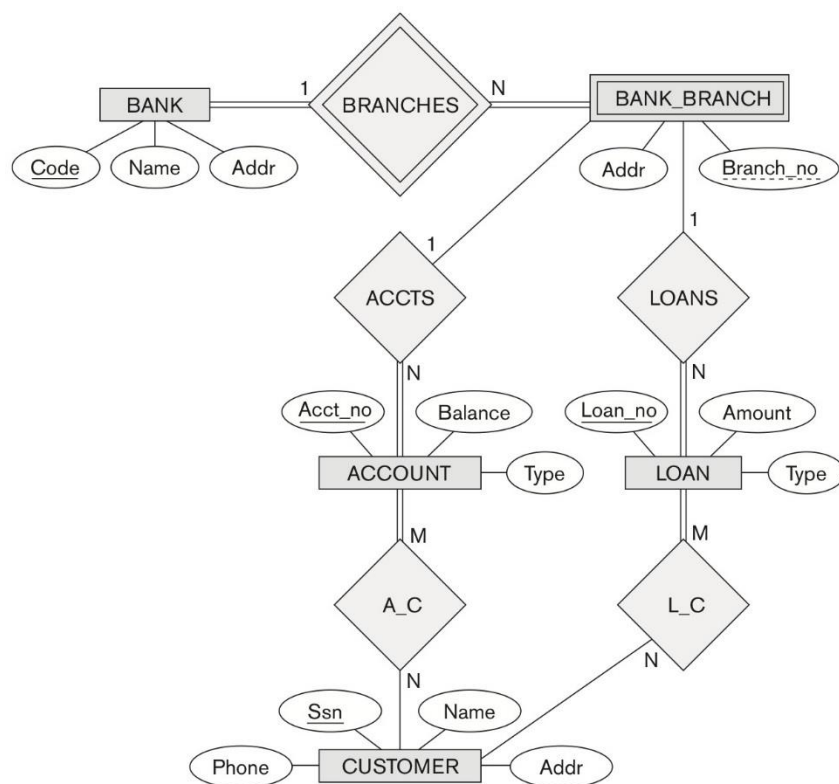 1 N
BANK BRANCHES BANK_BRANCH
Code Name Addr Addr Branch_no
1 1
ACCTS LOANS
N N
Acct_no Balance Loan_no Amount
ACCOUNT Type LOAN Type
M M
A_C L_C
N N
Ssn Name
Phone CUSTOMER Addr